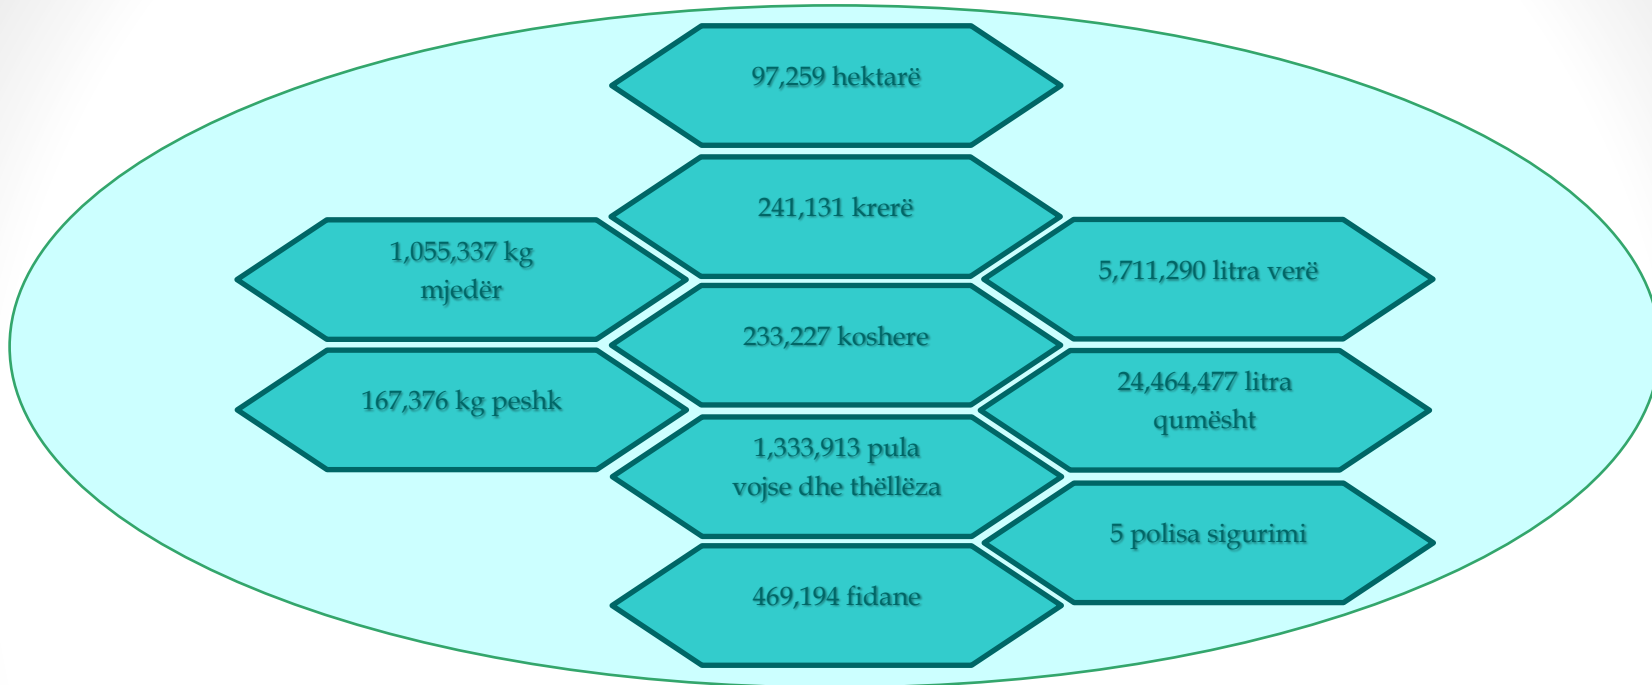 97,259 hektarë
241,131 krerë
1,055,337 kg
mjedër
5,711,290 litra verë
233,227 koshere
167,376 kg peshk
24,464,477 litra
qumësht
1,333,913 pula
vojse dhe thëllëza
5 polisa sigurimi
469,194 fidane